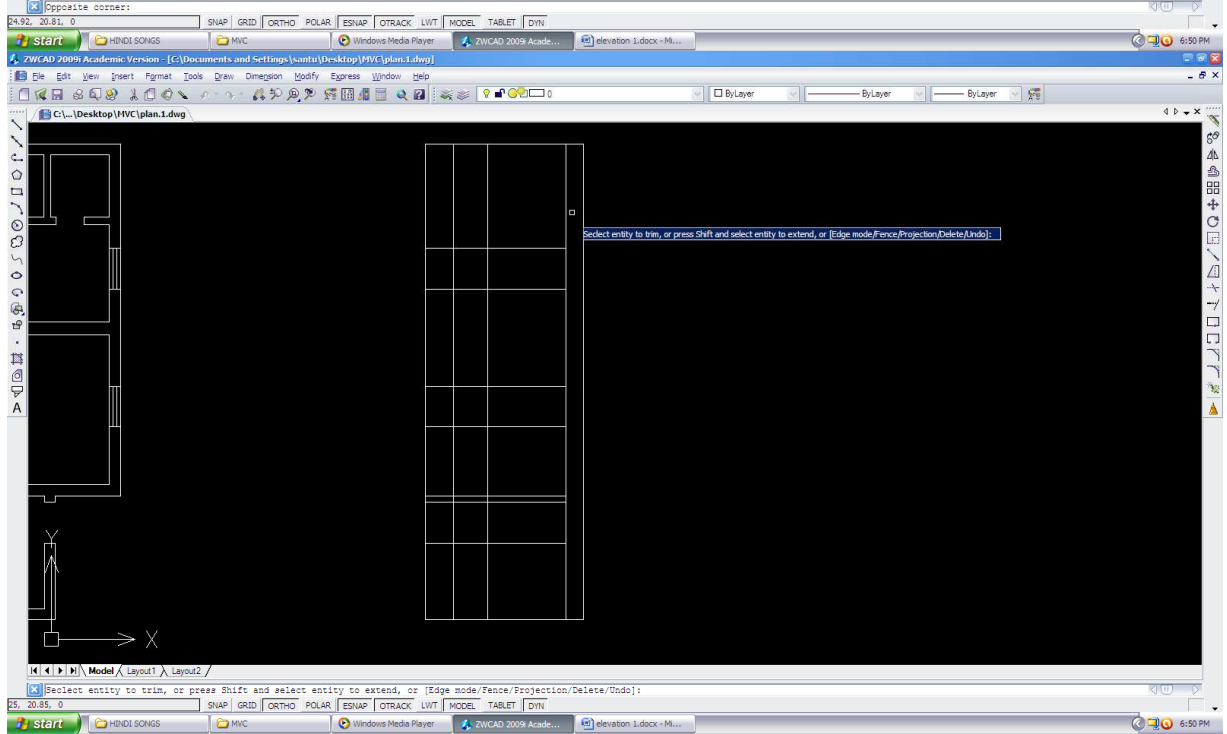 Opposite corner:
24.92, 20.81, 0 SNAP GRID ORTHO POLAR ESNAP OTRACK LWT MODEL TABLET DYN
start HINDI SONGS MVC Windows Media Player ZWCAD 2009i Acade... elevation 1.docx - Mi... 6:50 PM
ZWCAD 2009i Academic Version - [C:\Documents and Settings\santu\Desktop\MVC\plan.1.dwg]
File Edit View Insert Format Tools Draw Dimension Modify Express Window Help
0 ByLayer ByLayer ByLayer
C:\...\Desktop\MVC\plan.1.dwg
Seclect entity to trim, or press Shift and select entity to extend, or [Edge mode/Fence/Projection/Delete/Undo]:
A
Y
X
Model Layout1 Layout2
Seclect entity to trim, or press Shift and select entity to extend, or [Edge mode/Fence/Projection/Delete/Undo]:
25, 20.85, 0 SNAP GRID ORTHO POLAR ESNAP OTRACK LWT MODEL TABLET DYN
start HINDI SONGS MVC Windows Media Player ZWCAD 2009i Acade... elevation 1.docx - Mi... 6:50 PM